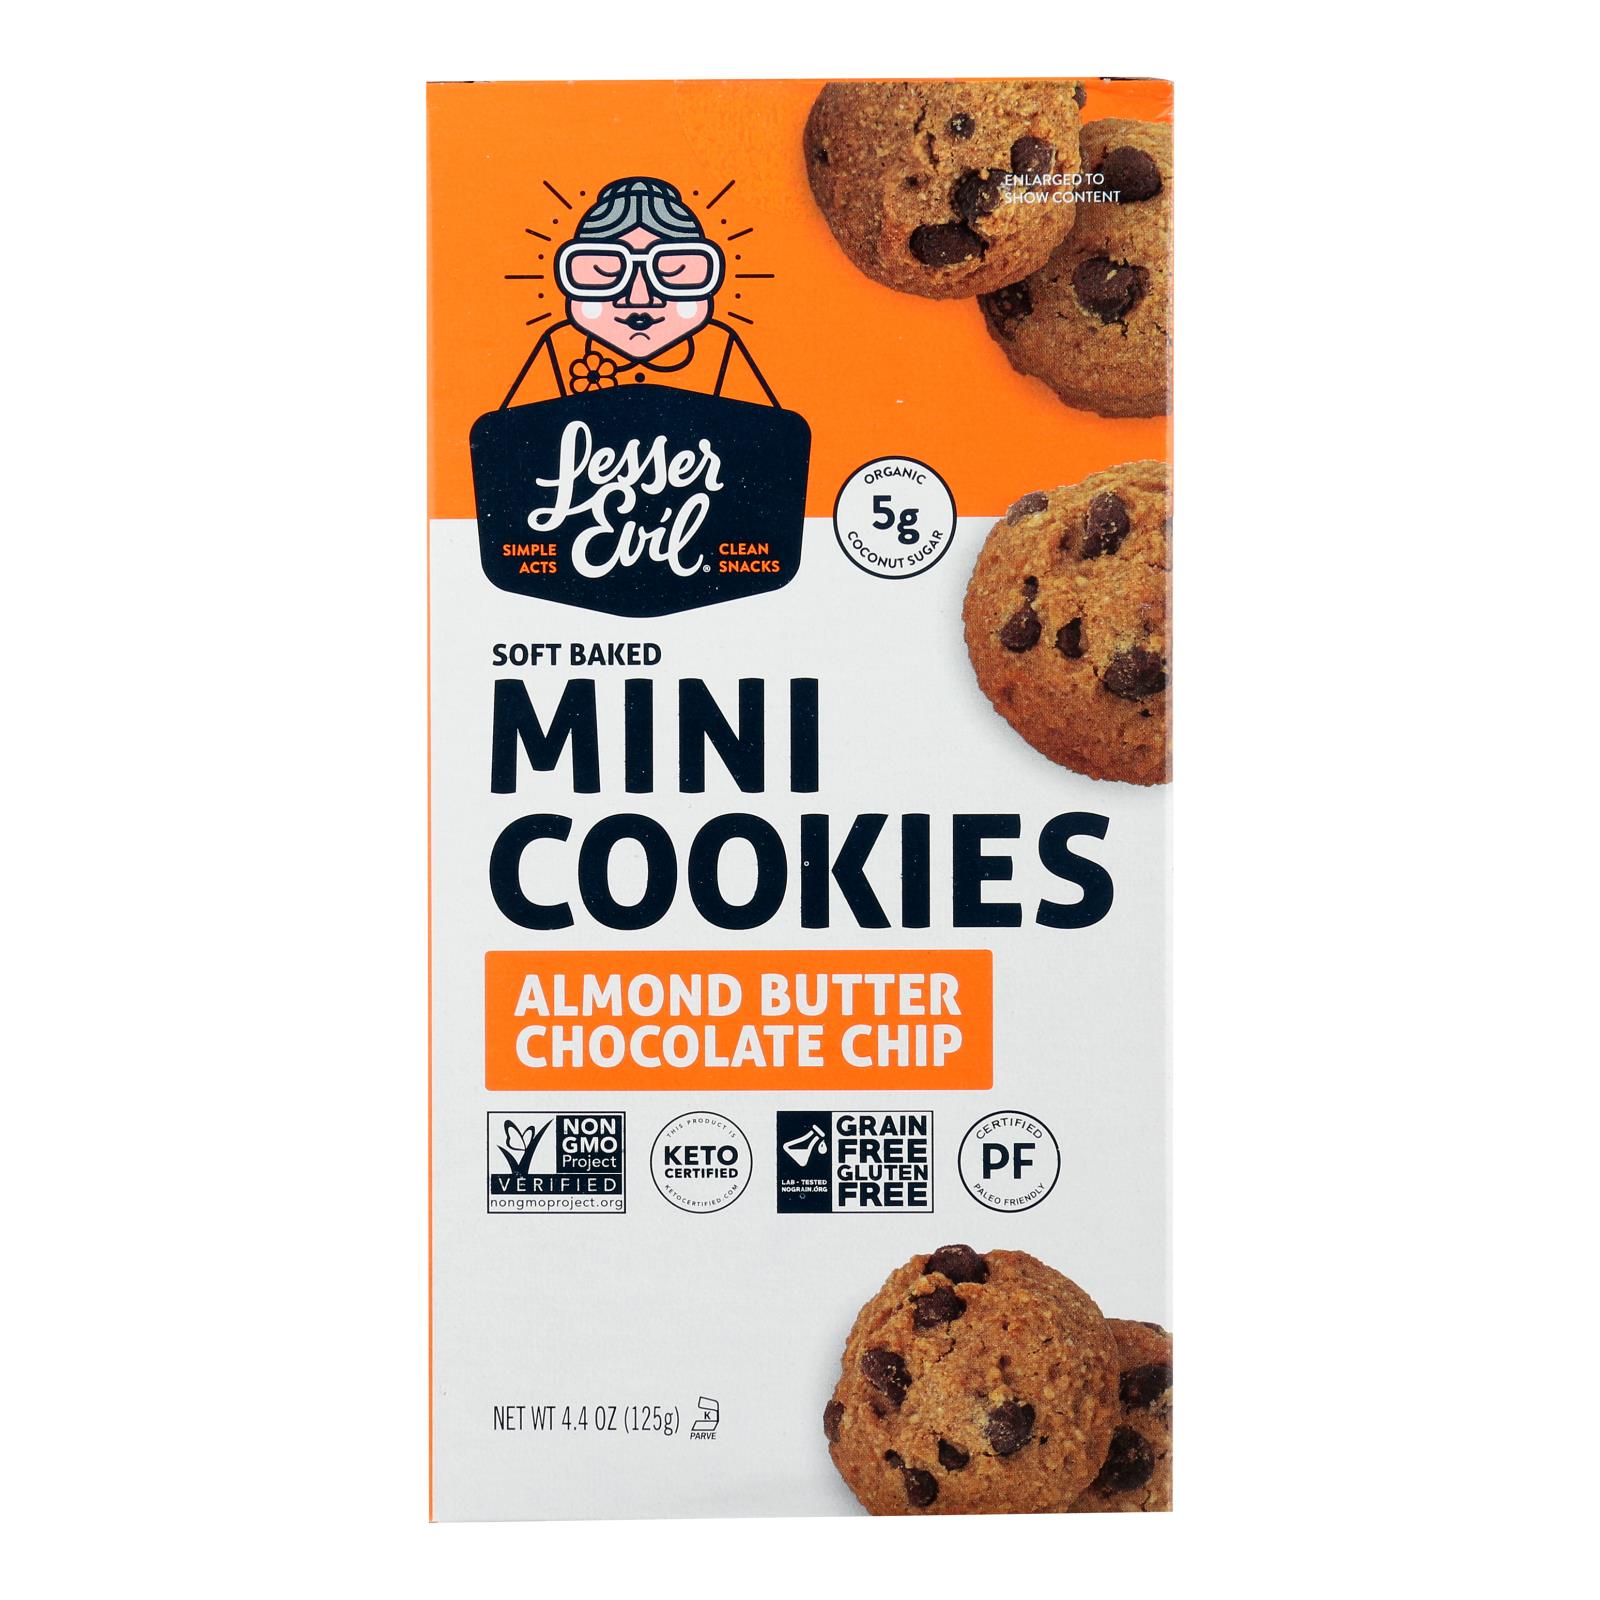 ENLARGED TO
SHOW CONTENT
Lesser
Evil®
SIMPLE
ACTS
CLEAN
SNACKS
ORGANIC
5g
COCONUT SUGAR
SOFT BAKED
MINI
COOKIES
ALMOND BUTTER
CHOCOLATE CHIP
NON
GMO
Project
VERIFIED
nongmoproject.org
THIS PRODUCT IS
KETO
CERTIFIED
KETOCERTIFIED.COM
LAB - TESTED
NOGRAIN.ORG
GRAIN
FREE
GLUTEN
FREE
CERTIFIED
PF
PALEO FRIENDLY
NET WT 4.4 OZ (125g)
K
PARVE